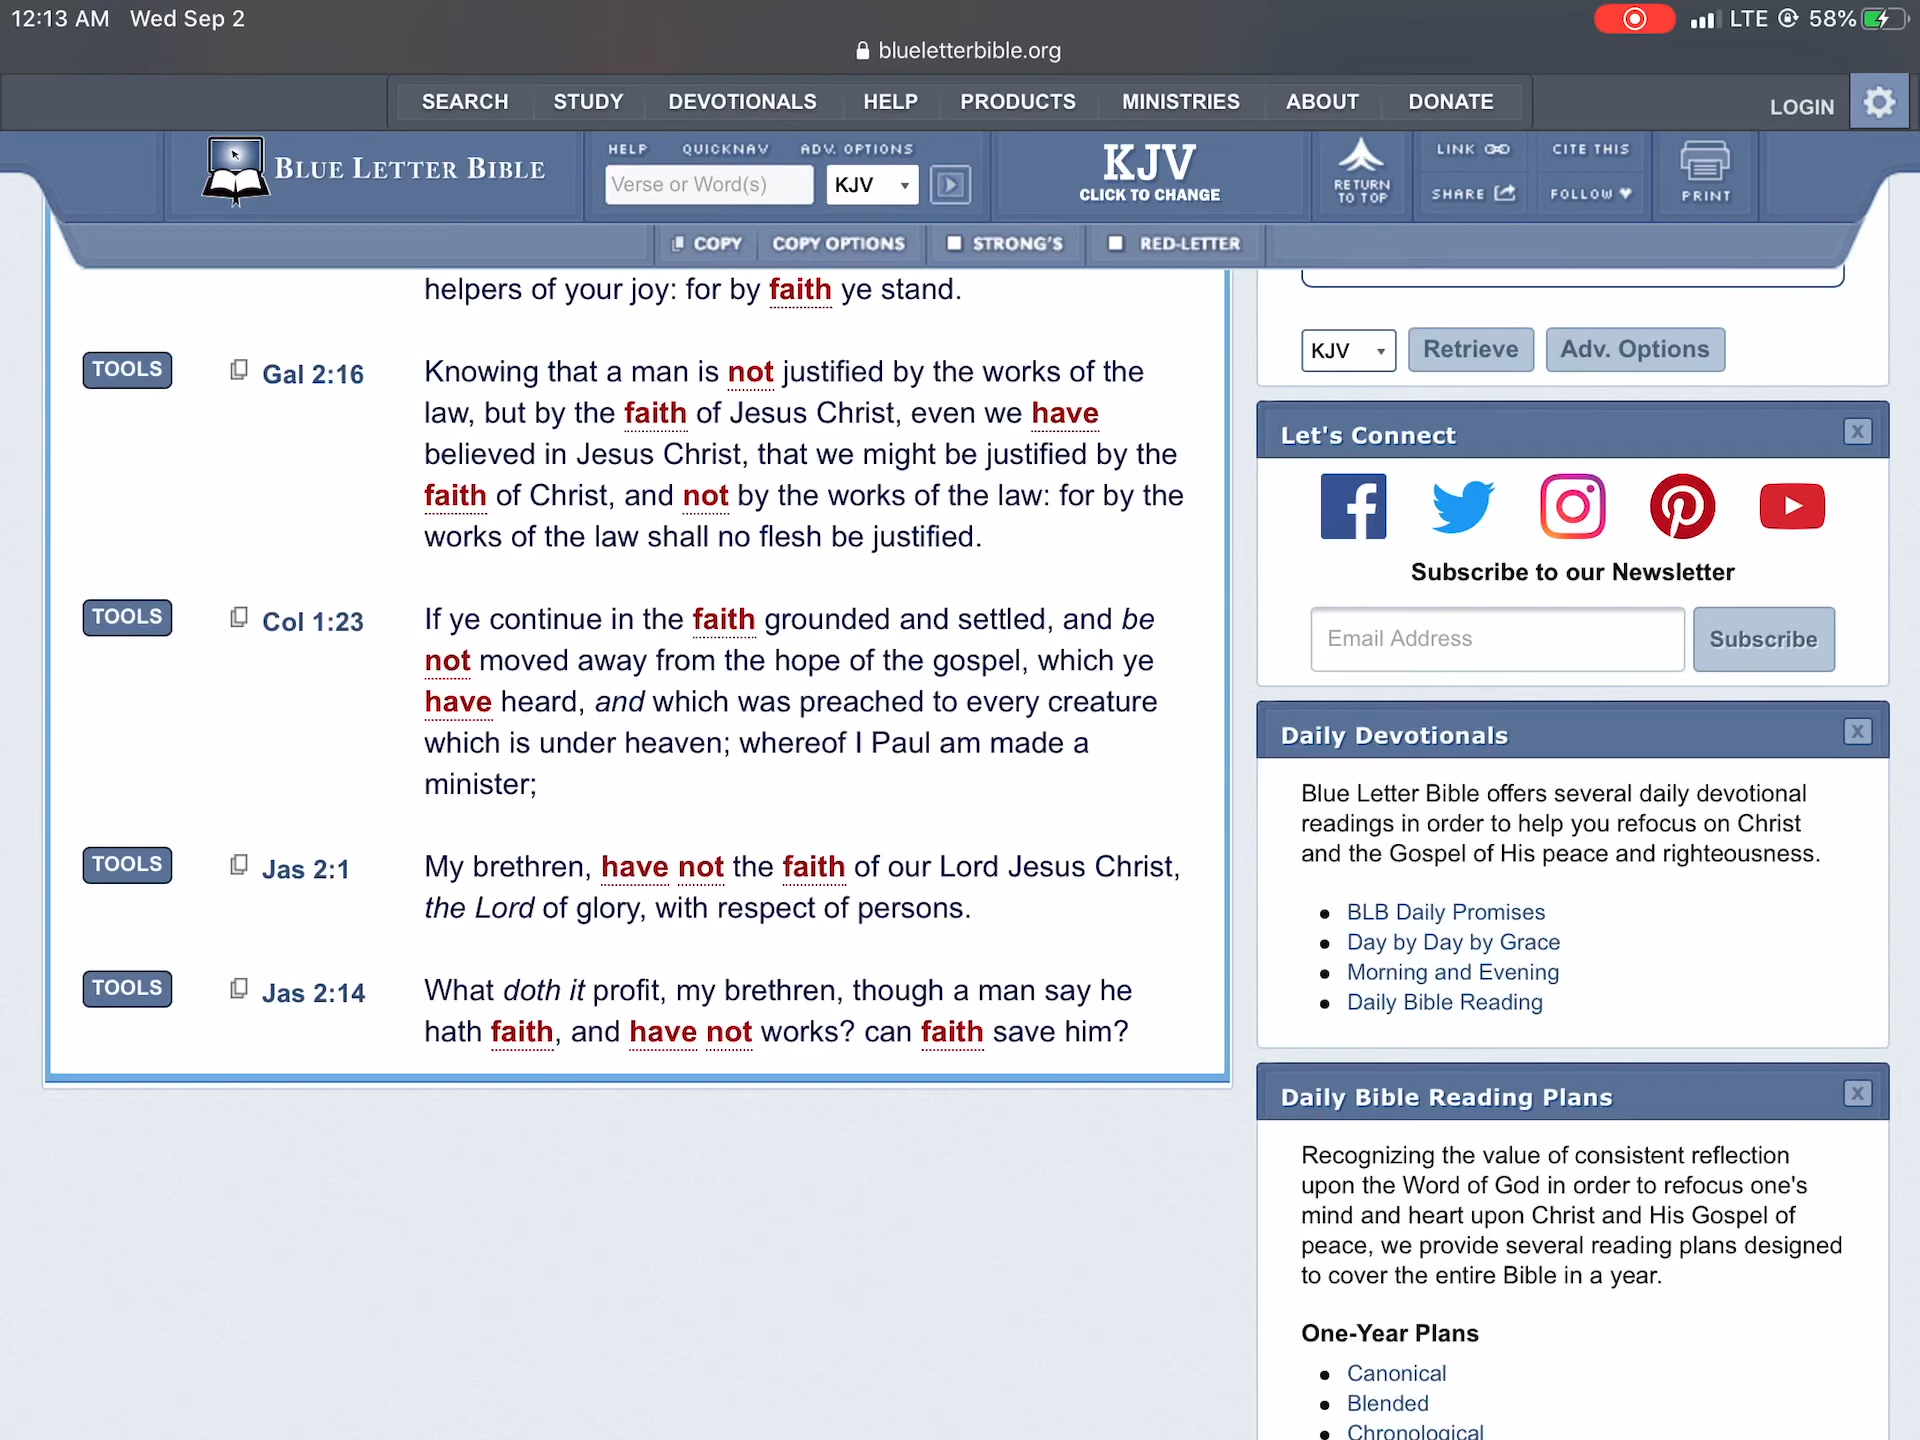 12:13 AM Wed Sep 2
LTE 58%
blueletterbible.org
SEARCH STUDY DEVOTIONALS HELP PRODUCTS MINISTRIES ABOUT DONATE
LOGIN
BLUE LETTER BIBLE
HELP QUICKNAV ADV. OPTIONS
Verse or Word(s) KJV
KJV
CLICK TO CHANGE
RETURN
TO TOP
LINK CITE THIS
SHARE FOLLOW
PRINT
COPY COPY OPTIONS STRONG'S RED-LETTER
helpers of your joy: for by faith ye stand.
TOOLS Gal 2:16 Knowing that a man is not justified by the works of the
law, but by the faith of Jesus Christ, even we have
believed in Jesus Christ, that we might be justified by the
faith of Christ, and not by the works of the law: for by the
works of the law shall no flesh be justified.
TOOLS Col 1:23 If ye continue in the faith grounded and settled, and be
not moved away from the hope of the gospel, which ye
have heard, and which was preached to every creature
which is under heaven; whereof I Paul am made a
minister;
TOOLS Jas 2:1 My brethren, have not the faith of our Lord Jesus Christ,
the Lord of glory, with respect of persons.
TOOLS Jas 2:14 What doth it profit, my brethren, though a man say he
hath faith, and have not works? can faith save him?
KJV Retrieve Adv. Options
Let's Connect X
Subscribe to our Newsletter
Email Address Subscribe
Daily Devotionals X
Blue Letter Bible offers several daily devotional
readings in order to help you refocus on Christ
and the Gospel of His peace and righteousness.
BLB Daily Promises
Day by Day by Grace
Morning and Evening
Daily Bible Reading
Daily Bible Reading Plans X
Recognizing the value of consistent reflection
upon the Word of God in order to refocus one's
mind and heart upon Christ and His Gospel of
peace, we provide several reading plans designed
to cover the entire Bible in a year.
One-Year Plans
Canonical
Blended
Chronological